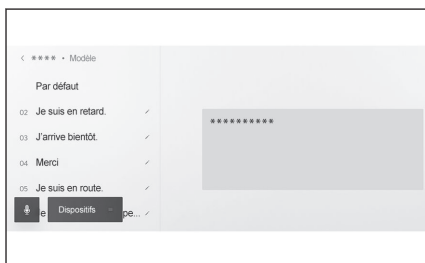 < **** • Modèle
Par défaut
02 Je suis en retard.
03 J'arrive bientôt.
04 Merci
05 Je suis en route.
Dispositifs
pe...
**********